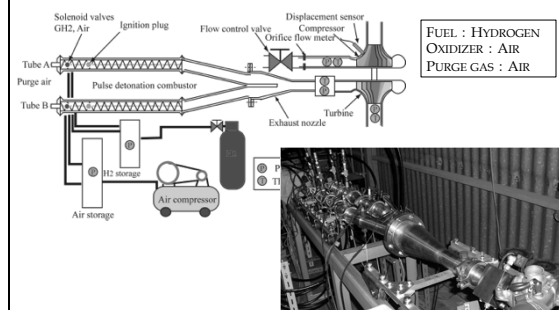 Solenoid valves
GH2, Air
Ignition plug
Displacement sensor
Compressor
Flow control valve
Orifice flow meter
Tube A
Purge air
Pulse detonation combustor
Tube B
Exhaust nozzle
Turbine
H2 storage
Air storage
Air compressor
P
P
T
FUEL : HYDROGEN
OXIDIZER : AIR
PURGE GAS : AIR